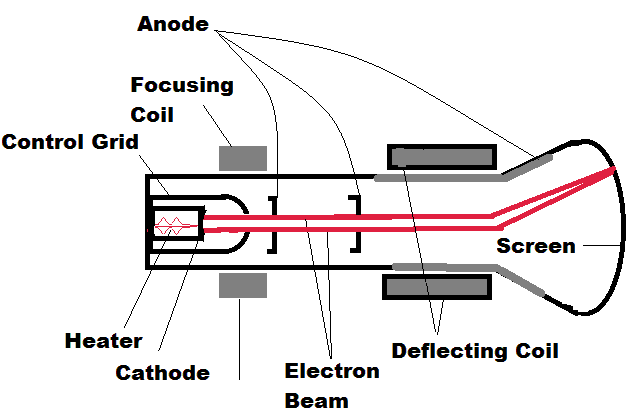 Anode
Focusing
Coil
Control Grid
Screen
Heater
Cathode
Deflecting Coil
Electron
Beam